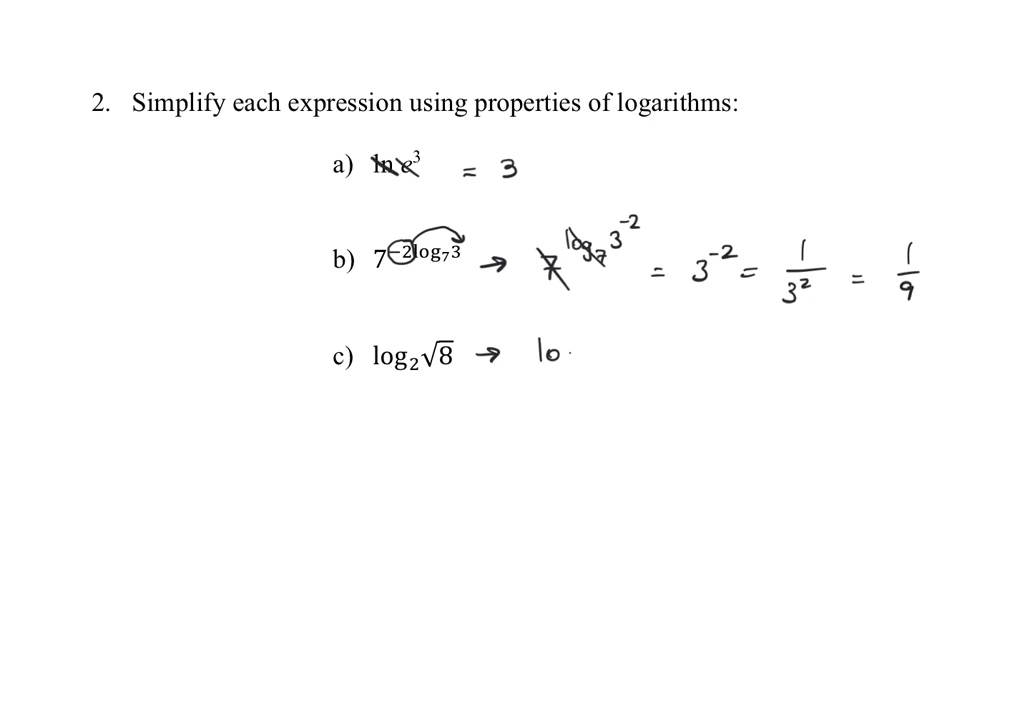 2. Simplify each expression using properties of logarithms:
a) ln e³ = 3
b) 7^(−2log₇3) → 7^(log₇ 3^(-2)) = 3^(-2) = 1/3² = 1/9
c) log₂√8 → lo